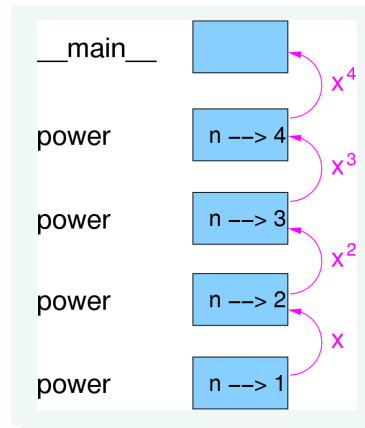 __main__
x4
power n --> 4
x3
power n --> 3
x2
power n --> 2
x
power n --> 1